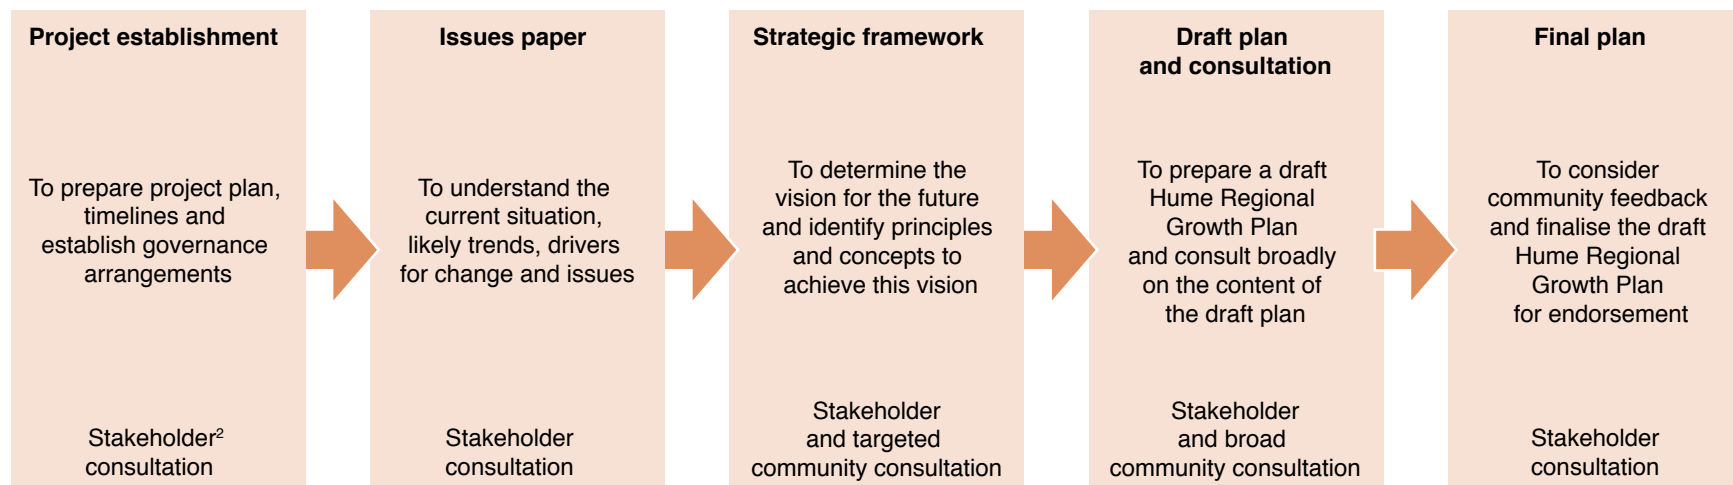 Project establishment
To prepare project plan,
timelines and
establish governance
arrangements
Stakeholder²
consultation
Issues paper
To understand the
current situation,
likely trends, drivers
for change and issues
Stakeholder
consultation
Strategic framework
To determine the
vision for the future
and identify principles
and concepts to
achieve this vision
Stakeholder
and targeted
community consultation
Draft plan
and consultation
To prepare a draft
Hume Regional
Growth Plan
and consult broadly
on the content of
the draft plan
Stakeholder
and broad
community consultation
Final plan
To consider
community feedback
and finalise the draft
Hume Regional
Growth Plan
for endorsement
Stakeholder
consultation